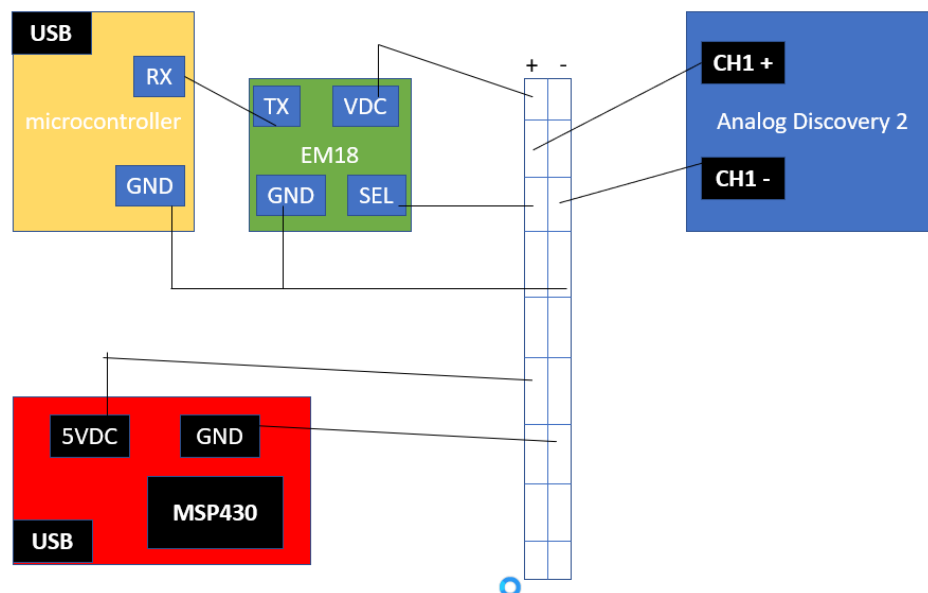 USB
RX
microcontroller
GND
TX
VDC
EM18
GND
SEL
+ -
CH1 +
Analog Discovery 2
CH1 -
5VDC
GND
MSP430
USB